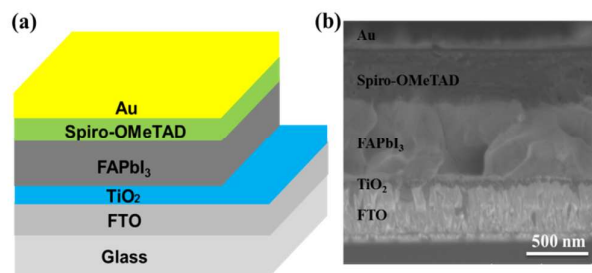 (a)
Au
Spiro-OMeTAD
FAPbI₃
TiO₂
FTO
Glass
(b)
Au
Spiro-OMeTAD
FAPbI₃
TiO₂
FTO
500 nm